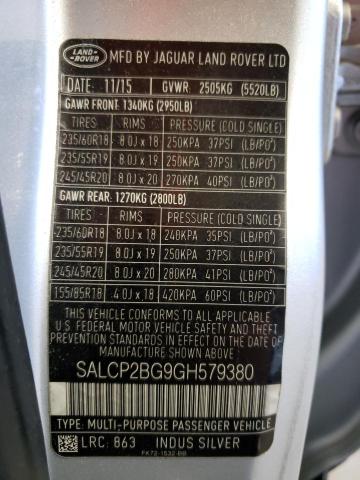 LAND-ROVER
MFD BY JAGUAR LAND ROVER LTD
DATE 11/15 GVWR: 2505KG (5520LB)
GAWR FRONT: 1340KG (2950LB)
TIRES RIMS PRESSURE (COLD SINGLE)
235/60R18 8.0J x 18 250KPA 37PSI (LB/PO²)
235/55R19 8.0J x 19 250KPA 37PSI (LB/PO²)
245/45R20 8.0J x 20 270KPA 40PSI (LB/PO²)
GAWR REAR: 1270KG (2800LB)
TIRES RIMS PRESSURE (COLD SINGLE)
235/60R18 8.0J x 18 240KPA 35PSI (LB/PO²)
235/55R19 8.0J x 19 250KPA 37PSI (LB/PO²)
245/45R20 8.0J x 20 280KPA 41PSI (LB/PO²)
155/85R18 4.0J x 18 420KPA 60PSI (LB/PO²)
THIS VEHICLE CONFORMS TO ALL APPLICABLE
U.S. FEDERAL MOTOR VEHICLE SAFETY AND
THEFT PREVENTION STANDARDS IN EFFECT ON
THE DATE OF MANUFACTURE SHOWN ABOVE
SALCP2BG9GH579380
TYPE: MULTI-PURPOSE PASSENGER VEHICLE
LRC: 863 INDUS SILVER
FK72-1532-BB